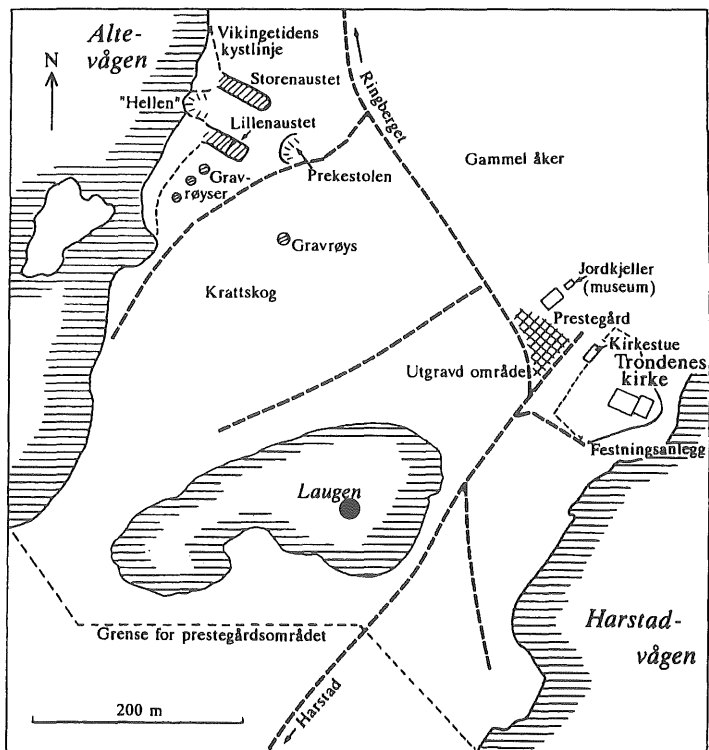 Alte-
vågen
Vikingetidens
kystlinje
N
Storenaustet
"Hellen"
Lillenaustet
Ringberget
Grav-
røyser
Prekestolen
Gammel åker
Gravrøys
Krattskog
Jordkjeller
(museum)
Prestegård
Kirkestue
Trondenes
kirke
Utgravd område
Festningsanlegg
Laugen
Grense for prestegårdsområdet
Harstad-
vågen
Harstad
200 m